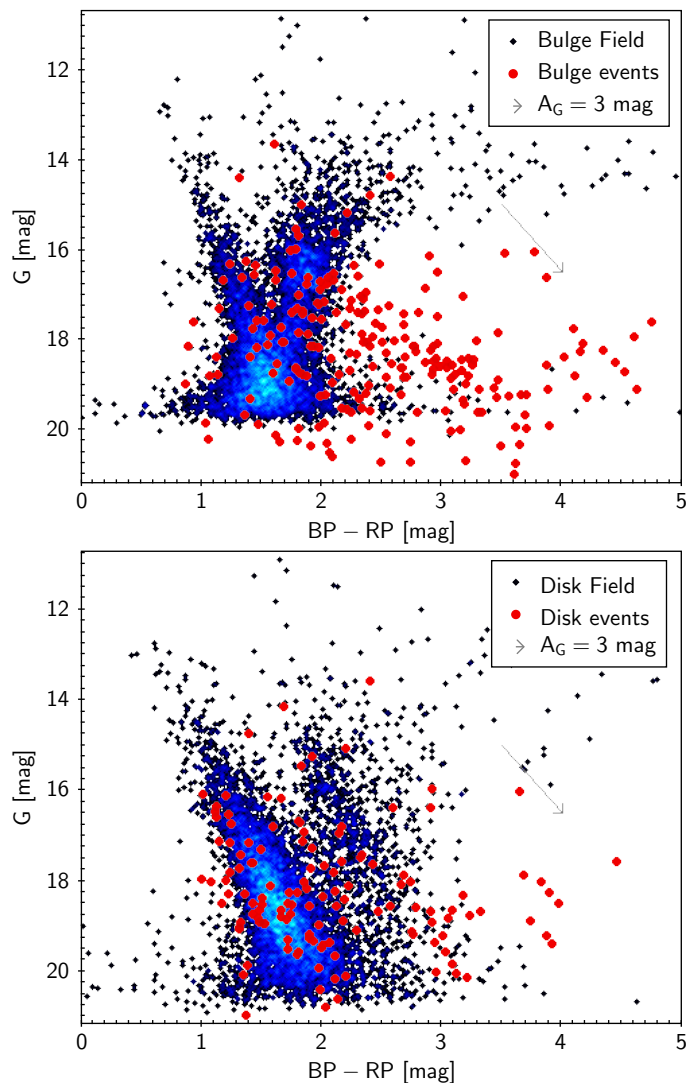 Bulge Field
Bulge events
A_G = 3 mag
12
14
16
18
20
G [mag]
0 1 2 3 4 5
BP − RP [mag]
Disk Field
Disk events
A_G = 3 mag
12
14
16
18
20
G [mag]
0 1 2 3 4 5
BP − RP [mag]